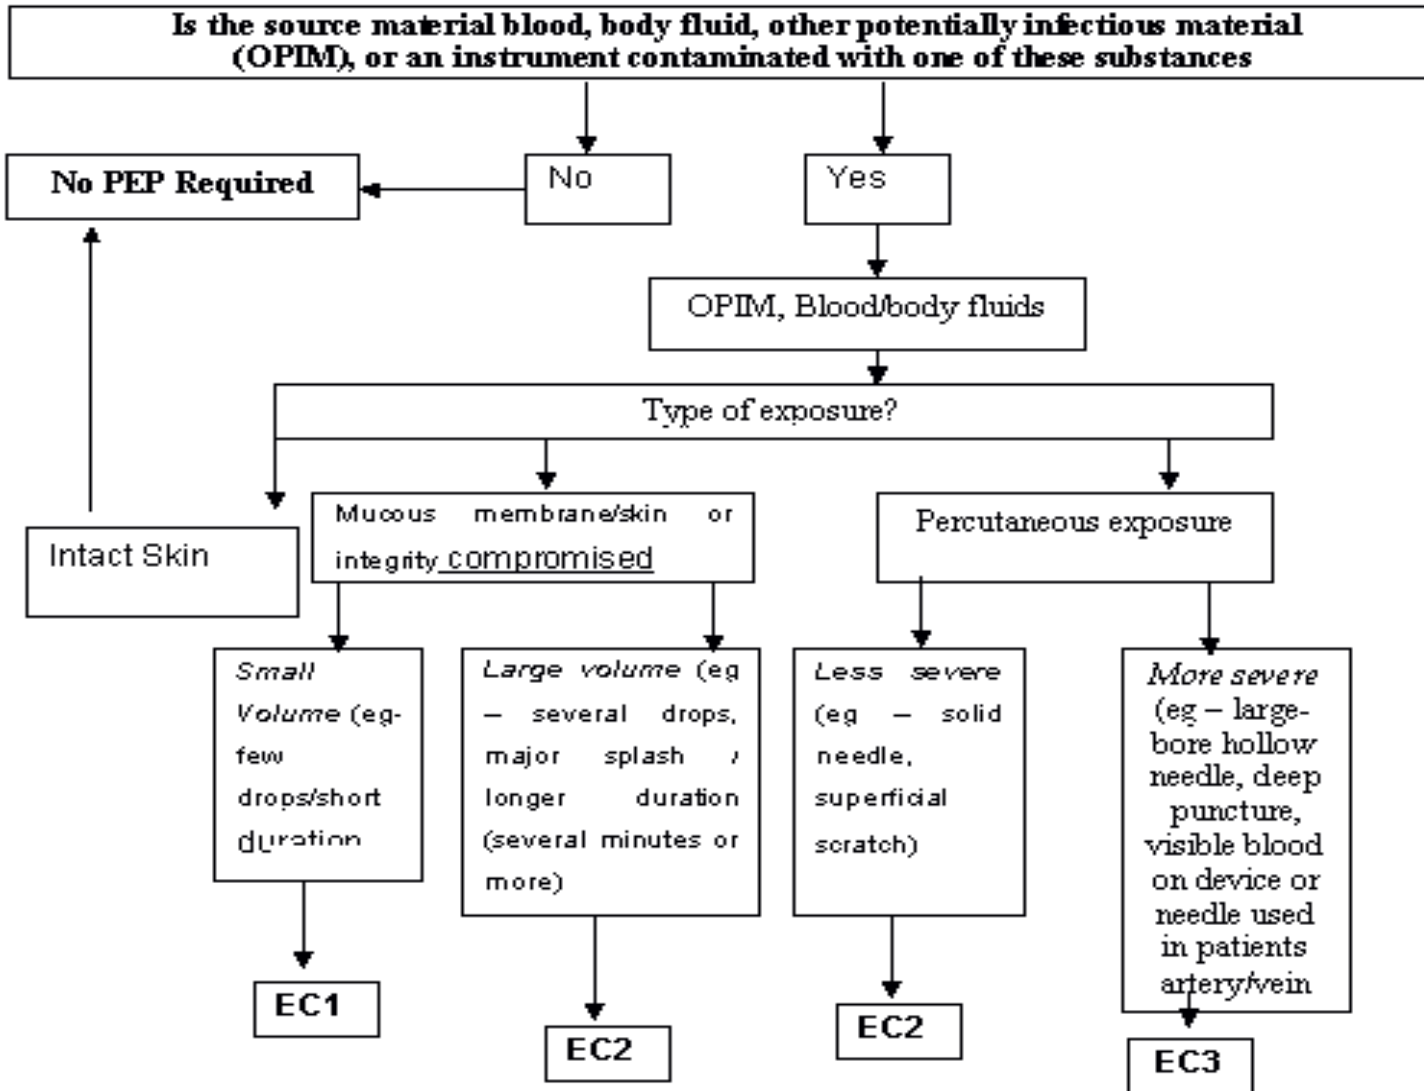 Is the source material blood, body fluid, other potentially infectious material
(OPIM), or an instrument contaminated with one of these substances
No PEP Required
No
Yes
OPIM, Blood/body fluids
Type of exposure?
Intact Skin
Mucous membrane/skin or
integrity compromised
Percutaneous exposure
Small
Volume (eg-
few
drops/short
duration
Large volume (eg
– several drops,
major splash /
longer duration
(several minutes or
more)
Less severe
(eg – solid
needle,
superficial
scratch)
More severe
(eg – large-
bore hollow
needle, deep
puncture,
visible blood
on device or
needle used
in patients
artery/vein
EC1
EC2
EC2
EC3